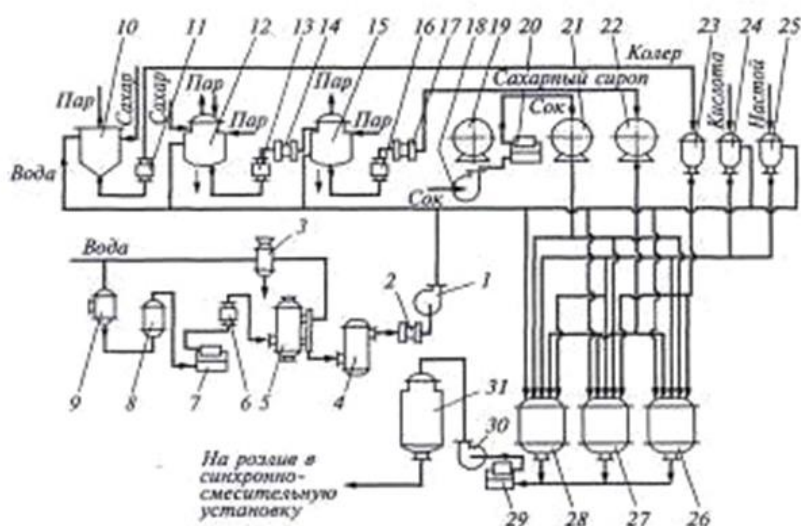 10 11 12 13 14 15 16 17 18 19 20 21 22 23 24 25
Колер
Пар
Сахар
Сахар
Пар
Пар
Пар
Пар
Сахарный сироп
Сок
Кислота
Настой
Вода
Сок
Вода
3
2
1
9 8 7 6 5 4
31
30
На розлив в
синхронно-
смесительную
установку
29 28 27 26